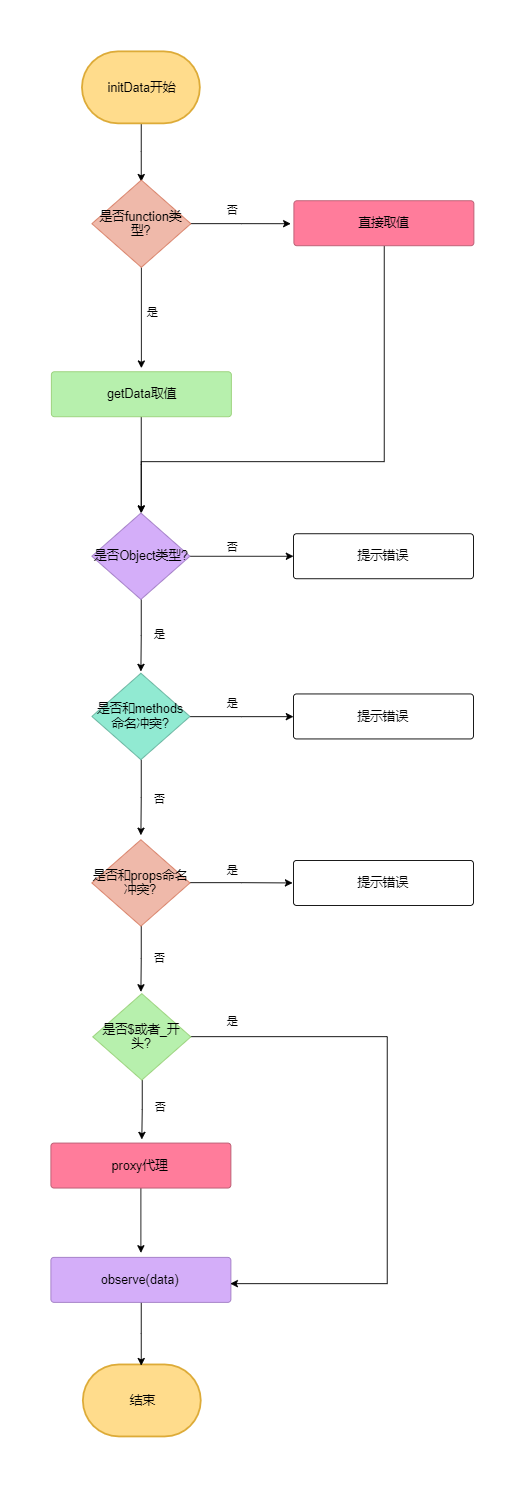 initData开始
是否function类
型?
否
直接取值
是
getData取值
是否Object类型?
否
提示错误
是
是否和methods
命名冲突?
是
提示错误
否
是否和props命名
冲突?
是
提示错误
否
是否$或者_开
头?
是
否
proxy代理
observe(data)
结束